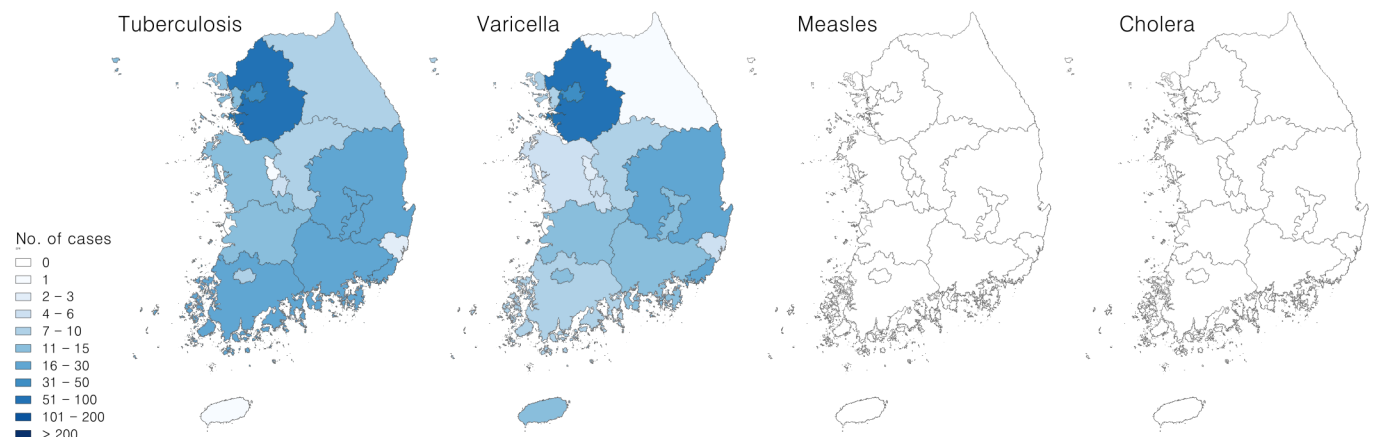 Tuberculosis
Varicella
Measles
Cholera
No. of cases
0
1
2 – 3
4 – 6
7 – 10
11 – 15
16 – 30
31 – 50
51 – 100
101 – 200
> 200